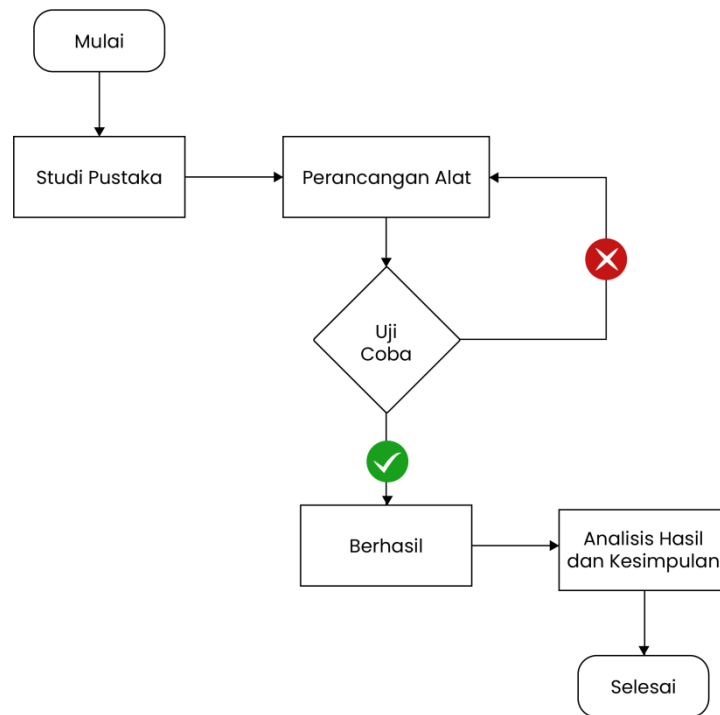 Mulai
Studi Pustaka
Perancangan Alat
Uji
Coba
Berhasil
Analisis Hasil
dan Kesimpulan
Selesai